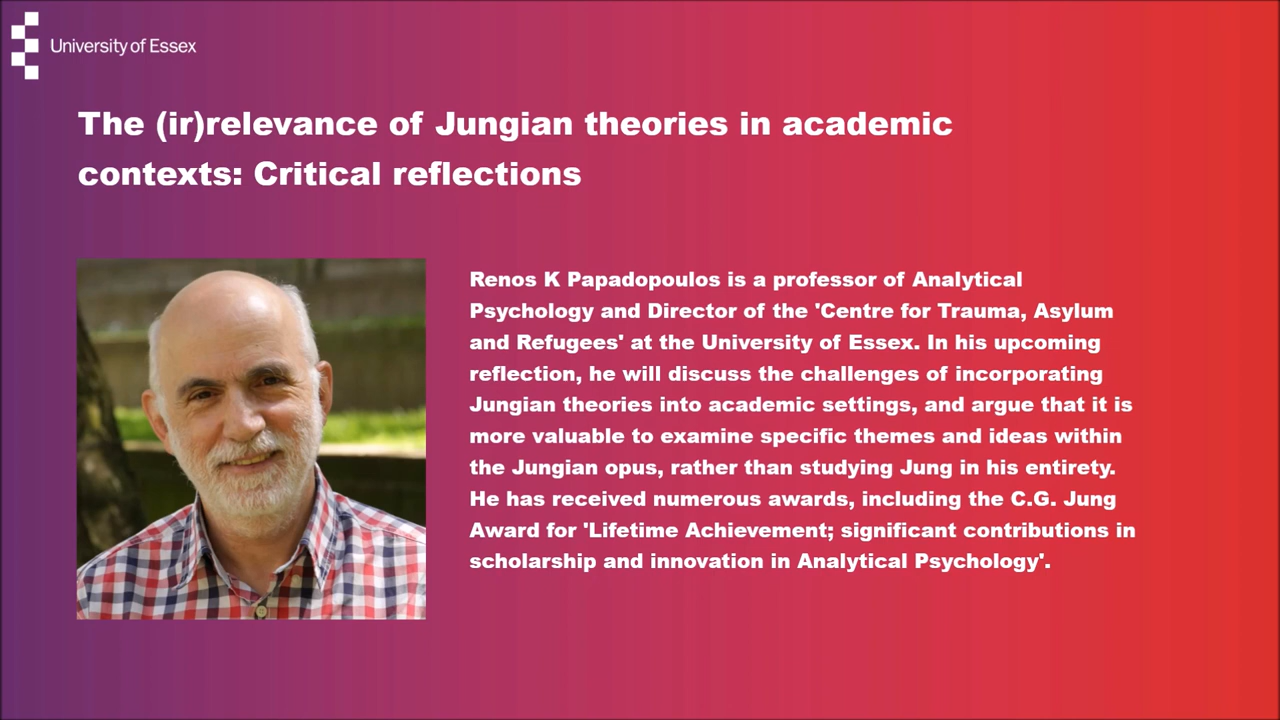 University of Essex
The (ir)relevance of Jungian theories in academic
contexts: Critical reflections
Renos K Papadopoulos is a professor of Analytical
Psychology and Director of the 'Centre for Trauma, Asylum
and Refugees' at the University of Essex. In his upcoming
reflection, he will discuss the challenges of incorporating
Jungian theories into academic settings, and argue that it is
more valuable to examine specific themes and ideas within
the Jungian opus, rather than studying Jung in his entirety.
He has received numerous awards, including the C.G. Jung
Award for 'Lifetime Achievement; significant contributions in
scholarship and innovation in Analytical Psychology'.